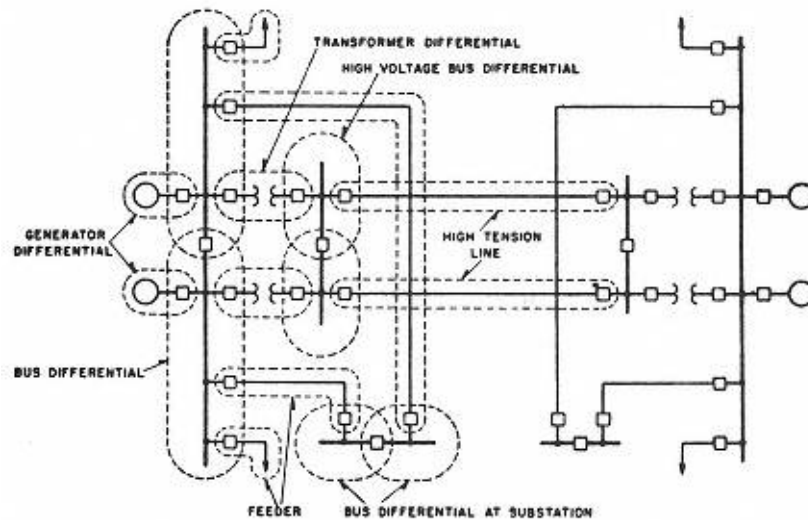 TRANSFORMER DIFFERENTIAL
HIGH VOLTAGE BUS DIFFERENTIAL
GENERATOR
DIFFERENTIAL
HIGH TENSION
LINE
BUS DIFFERENTIAL
FEEDER
BUS DIFFERENTIAL AT SUBSTATION